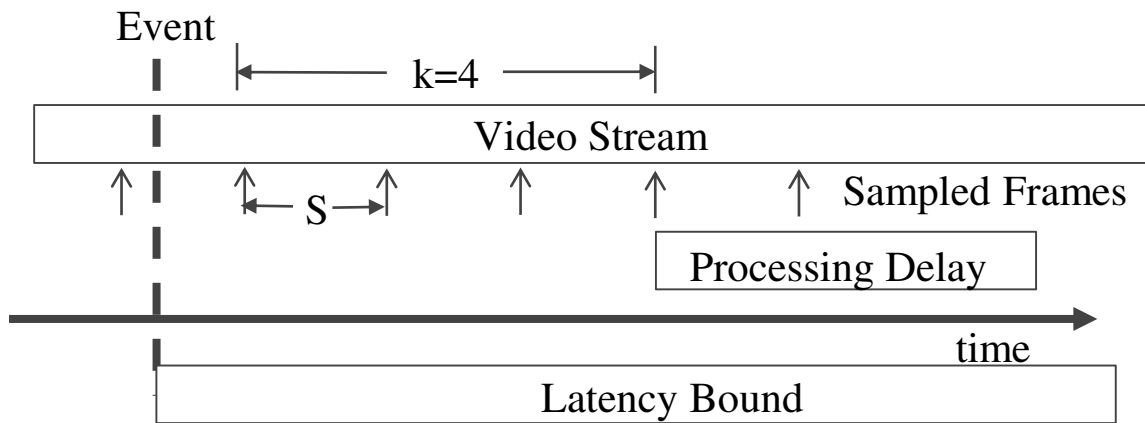 Event
k=4
Video Stream
S
Sampled Frames
Processing Delay
time
Latency Bound